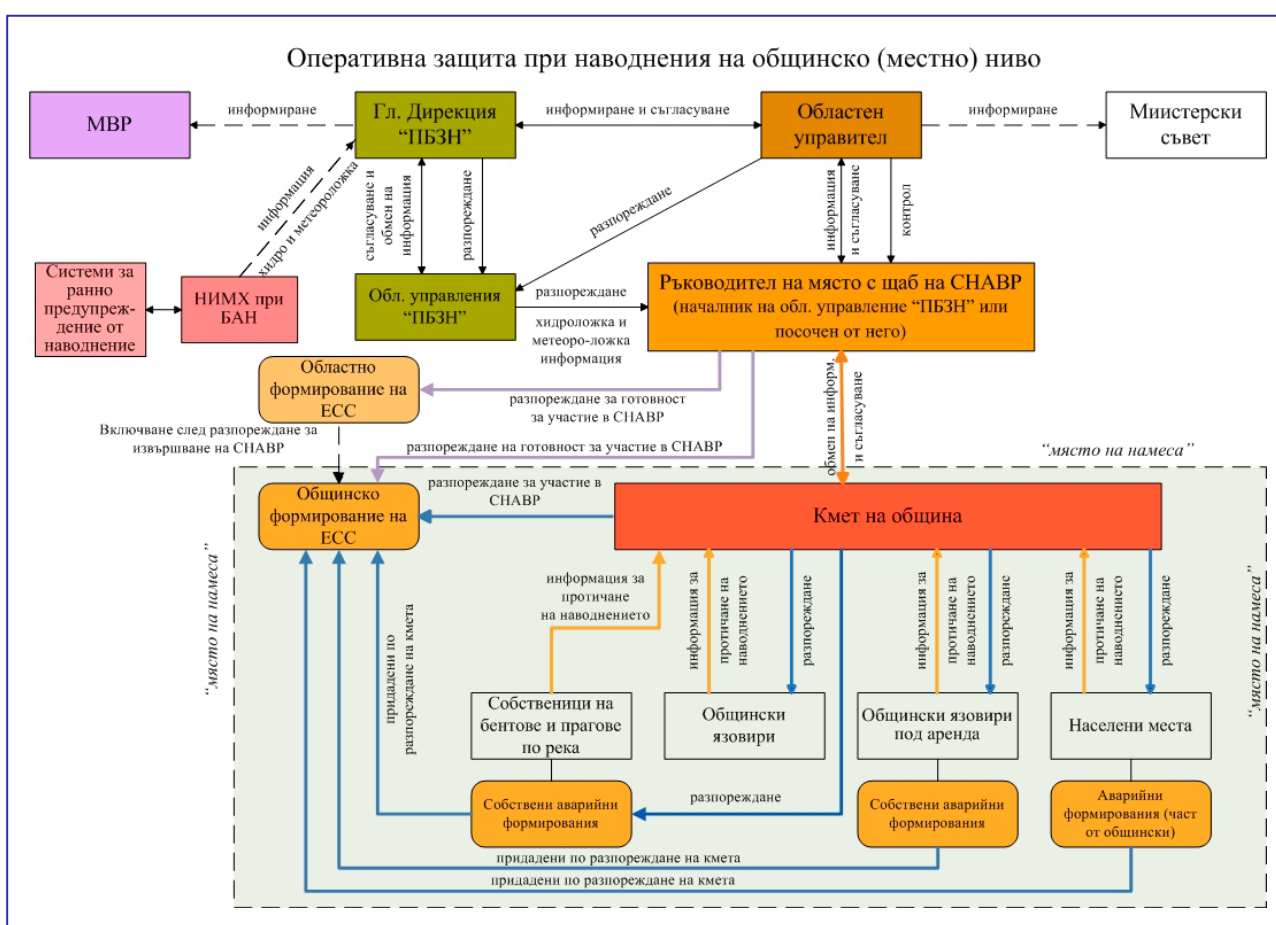 Оперативна защита при наводнения на общинско (местно) ниво
МВР
информиране
Гл. Дирекция
“ПБЗН”
информиране и съгласуване
Областен
управител
информиране
Миистерски
съвет
информация
хидро и метеороложка
съгласуване и
обмен на
информация
разпореждане
разпореждане
информация
и съгласуване
контрол
Системи за
ранно
предупреж-
дение от
наводнение
НИМХ при
БАН
Обл. управления
“ПБЗН”
разпореждане
хидроложка и
метеоро-ложка
информация
Ръководител на място с щаб на СНАВР
(началник на обл. управление “ПБЗН” или
посочен от него)
Областно
формирование на
ЕСС
разпореждане за готовност
за участие в СНАВР
обмен на информ,
и съгласуване
Включване след разпореждане за
извършване на СНАВР
разпореждане на готовност за участие в СНАВР
“място на намеса”
Общинско
формирование на
ЕСС
разпореждане за участие в
СНАВР
Кмет на община
“място на намеса”
“място на намеса”
информация за
протичане
на наводнението
информация за
протичане на
наводнението
разпореждане
информация за
протичане на
наводнението
разпореждане
информация за
протичане на
наводнението
разпореждане
придадени по
разпореждане на кмета
Собственици на
бентове и прагове
по река
Общински
язовири
Общински язовири
под аренда
Населени места
Собствени аварийни
формирования
разпореждане
Собствени аварийни
формирования
Аварийни
формирования (част
от общински)
придадени по разпореждане на кмета
придадени по разпореждане на кмета